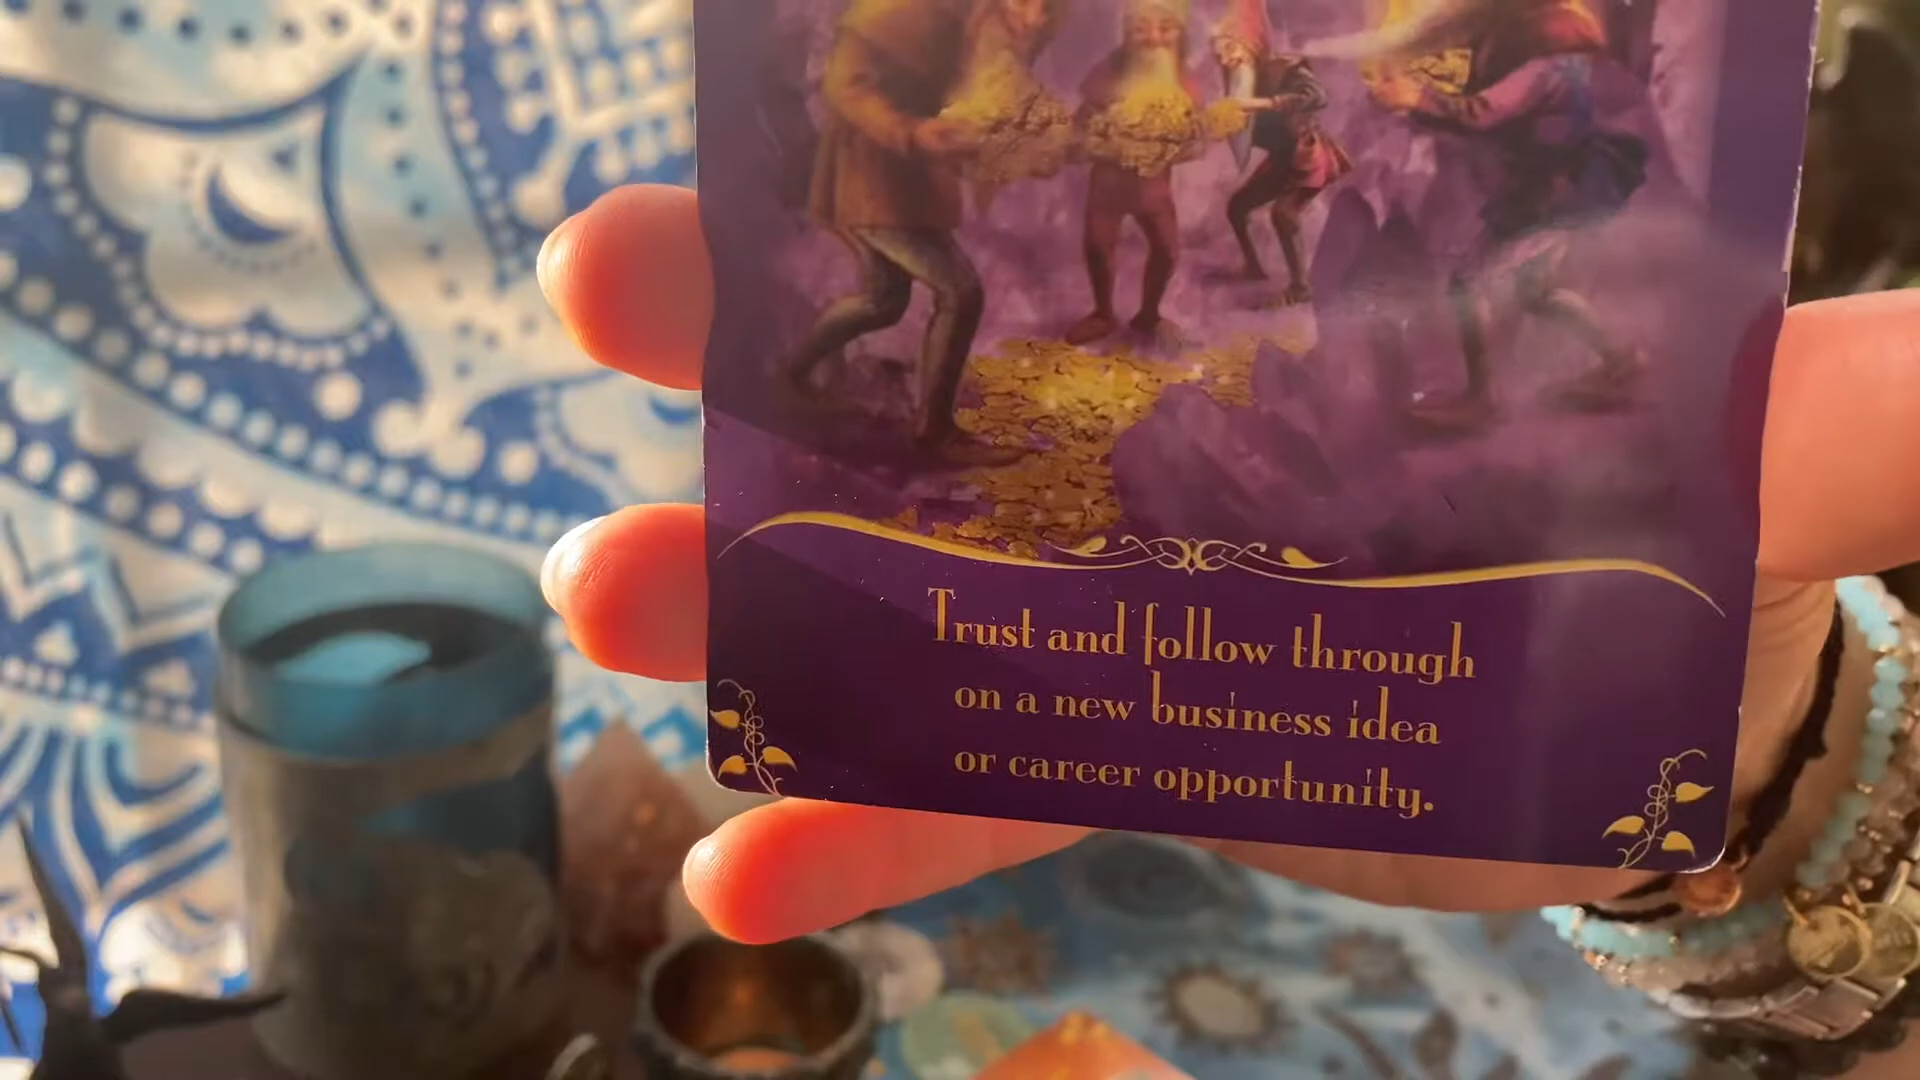 Trust and follow through
on a new business idea
or career opportunity.